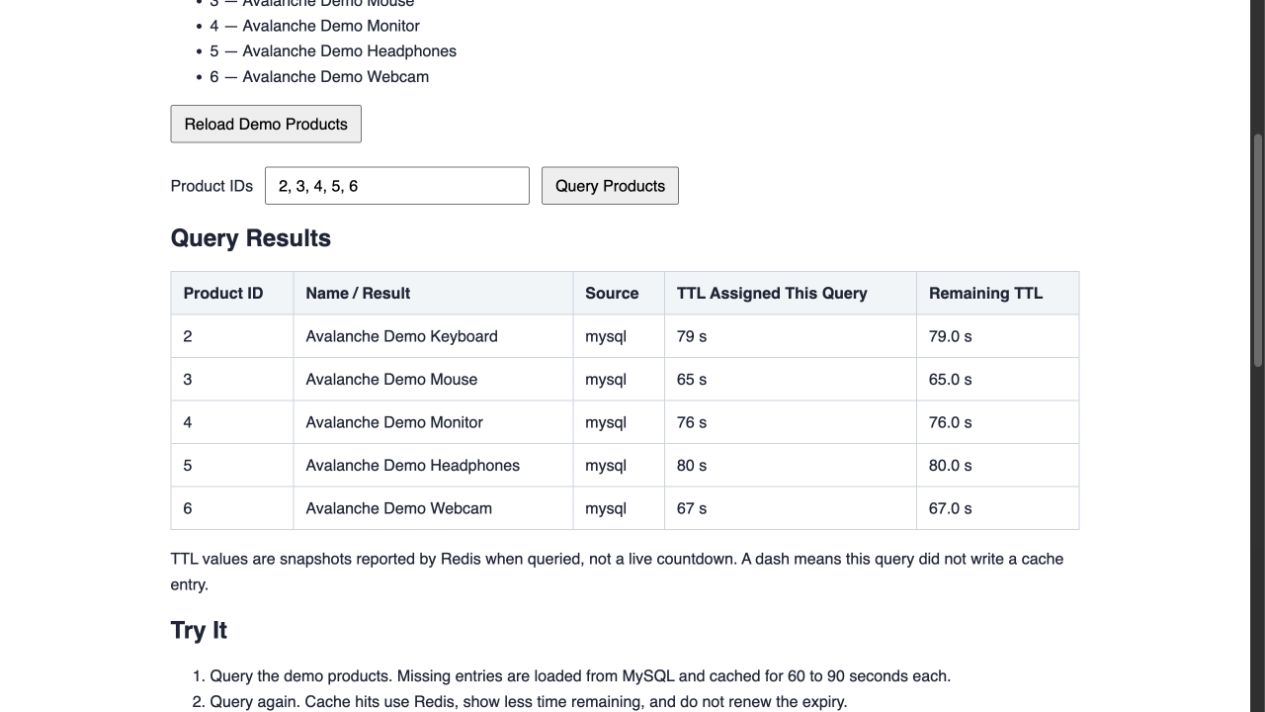 • 3 — Avalanche Demo Mouse
• 4 — Avalanche Demo Monitor
• 5 — Avalanche Demo Headphones
• 6 — Avalanche Demo Webcam
Reload Demo Products
Product IDs 2, 3, 4, 5, 6 Query Products
Query Results
Product ID Name / Result Source TTL Assigned This Query Remaining TTL
2 Avalanche Demo Keyboard mysql 79 s 79.0 s
3 Avalanche Demo Mouse mysql 65 s 65.0 s
4 Avalanche Demo Monitor mysql 76 s 76.0 s
5 Avalanche Demo Headphones mysql 80 s 80.0 s
6 Avalanche Demo Webcam mysql 67 s 67.0 s
TTL values are snapshots reported by Redis when queried, not a live countdown. A dash means this query did not write a cache
entry.
Try It
1. Query the demo products. Missing entries are loaded from MySQL and cached for 60 to 90 seconds each.
2. Query again. Cache hits use Redis, show less time remaining, and do not renew the expiry.